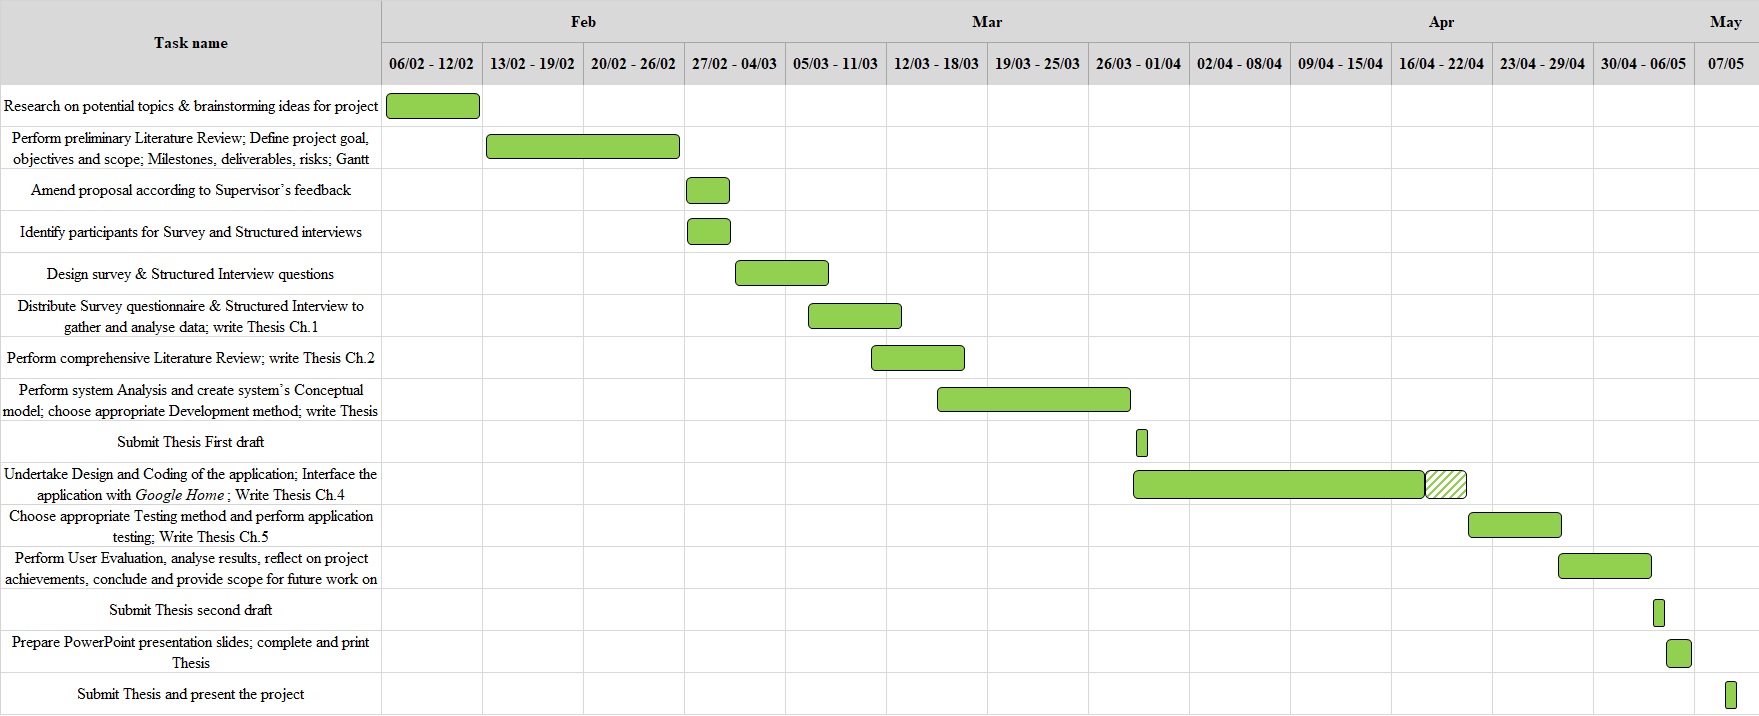 Task name
Feb
Mar
Apr
May
06/02 - 12/02
13/02 - 19/02
20/02 - 26/02
27/02 - 04/03
05/03 - 11/03
12/03 - 18/03
19/03 - 25/03
26/03 - 01/04
02/04 - 08/04
09/04 - 15/04
16/04 - 22/04
23/04 - 29/04
30/04 - 06/05
07/05
Research on potential topics & brainstorming ideas for project
Perform preliminary Literature Review; Define project goal,
objectives and scope; Milestones, deliverables, risks; Gantt
Amend proposal according to Supervisor’s feedback
Identify participants for Survey and Structured interviews
Design survey & Structured Interview questions
Distribute Survey questionnaire & Structured Interview to
gather and analyse data; write Thesis Ch.1
Perform comprehensive Literature Review; write Thesis Ch.2
Perform system Analysis and create system’s Conceptual
model; choose appropriate Development method; write Thesis
Submit Thesis First draft
Undertake Design and Coding of the application; Interface the
application with Google Home ; Write Thesis Ch.4
Choose appropriate Testing method and perform application
testing; Write Thesis Ch.5
Perform User Evaluation, analyse results, reflect on project
achievements, conclude and provide scope for future work on
Submit Thesis second draft
Prepare PowerPoint presentation slides; complete and print
Thesis
Submit Thesis and present the project